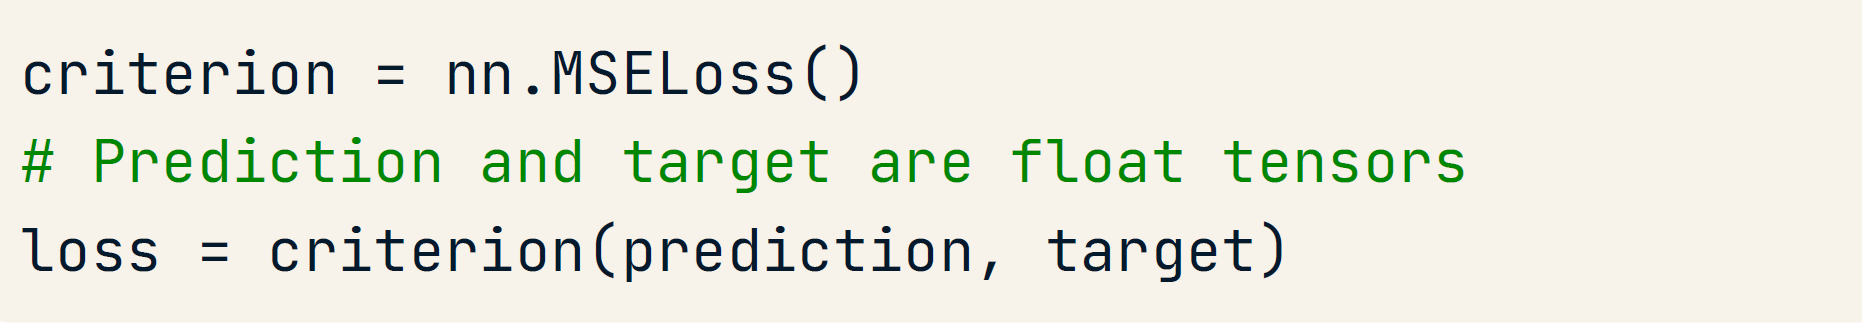 criterion = nn.MSELoss()
# Prediction and target are float tensors
loss = criterion(prediction, target)